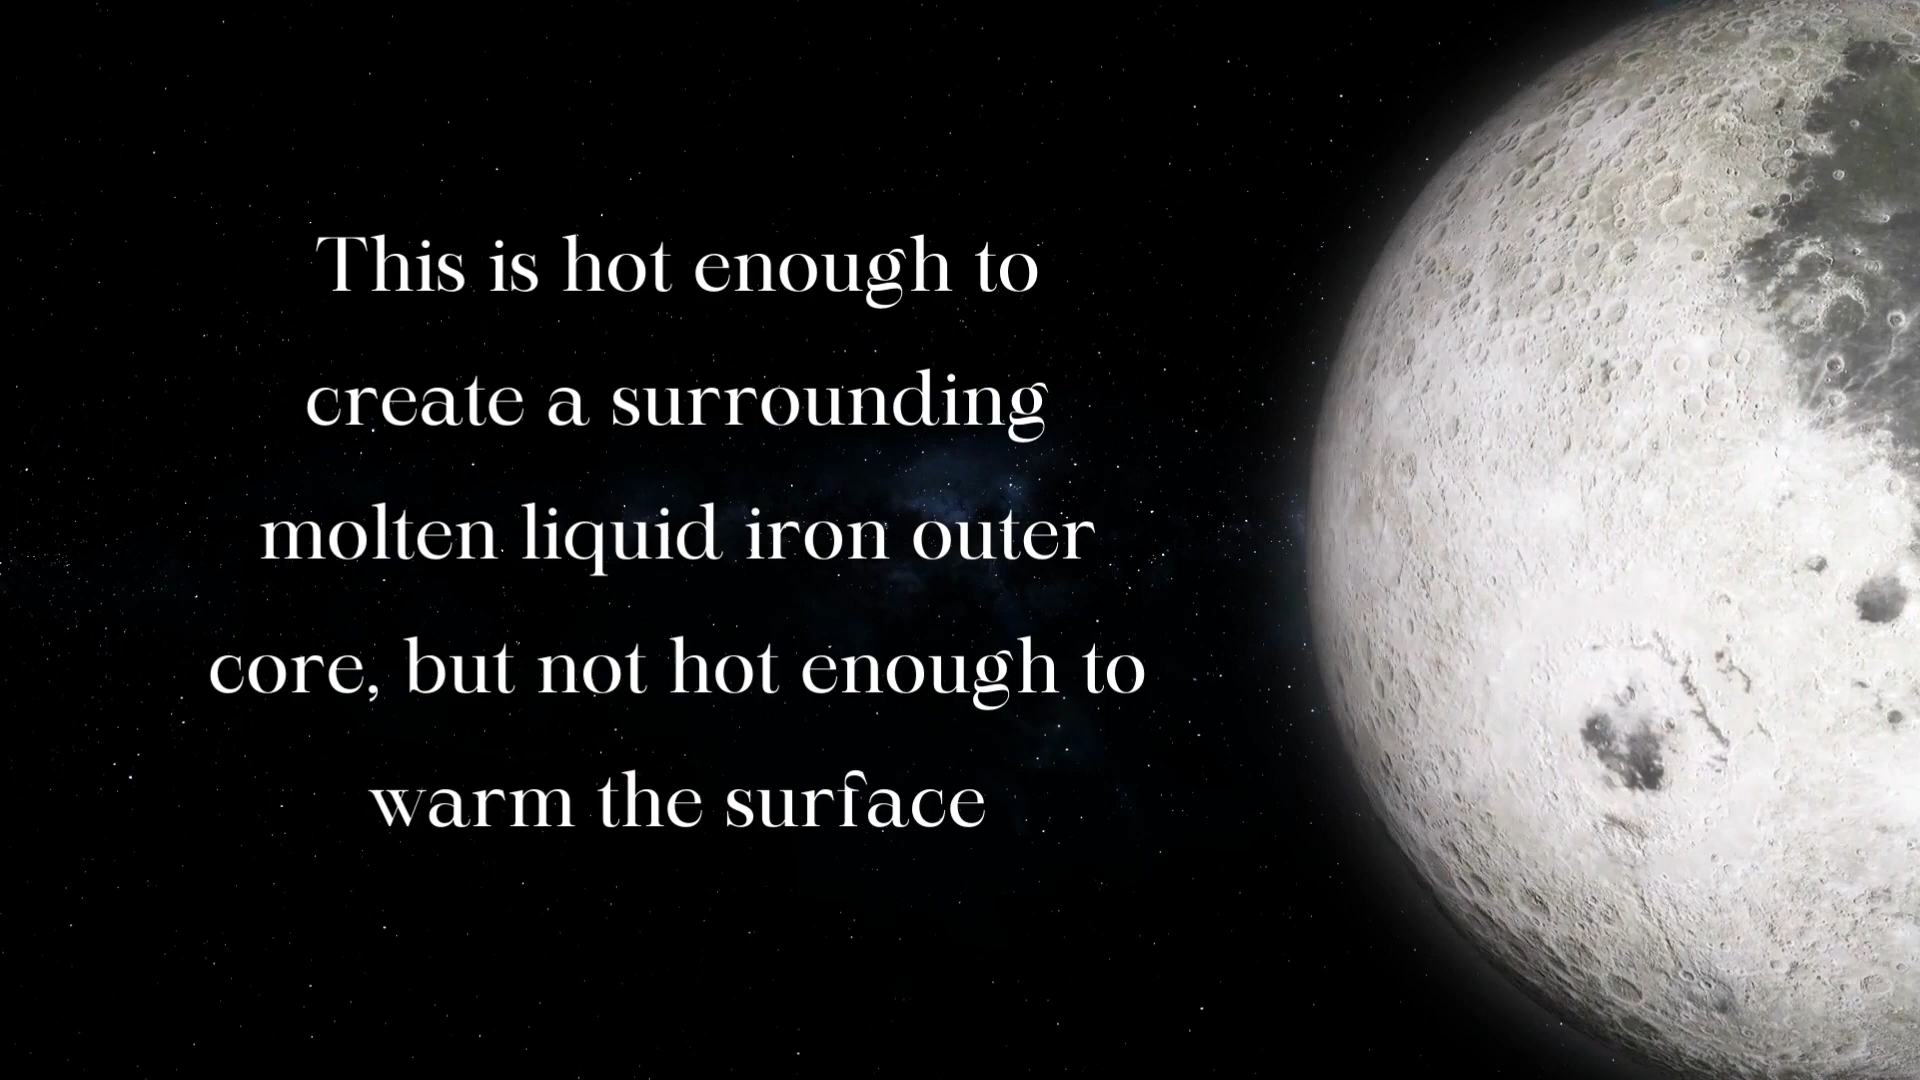 This is hot enough to
create a surrounding
molten liquid iron outer
core, but not hot enough to
warm the surface